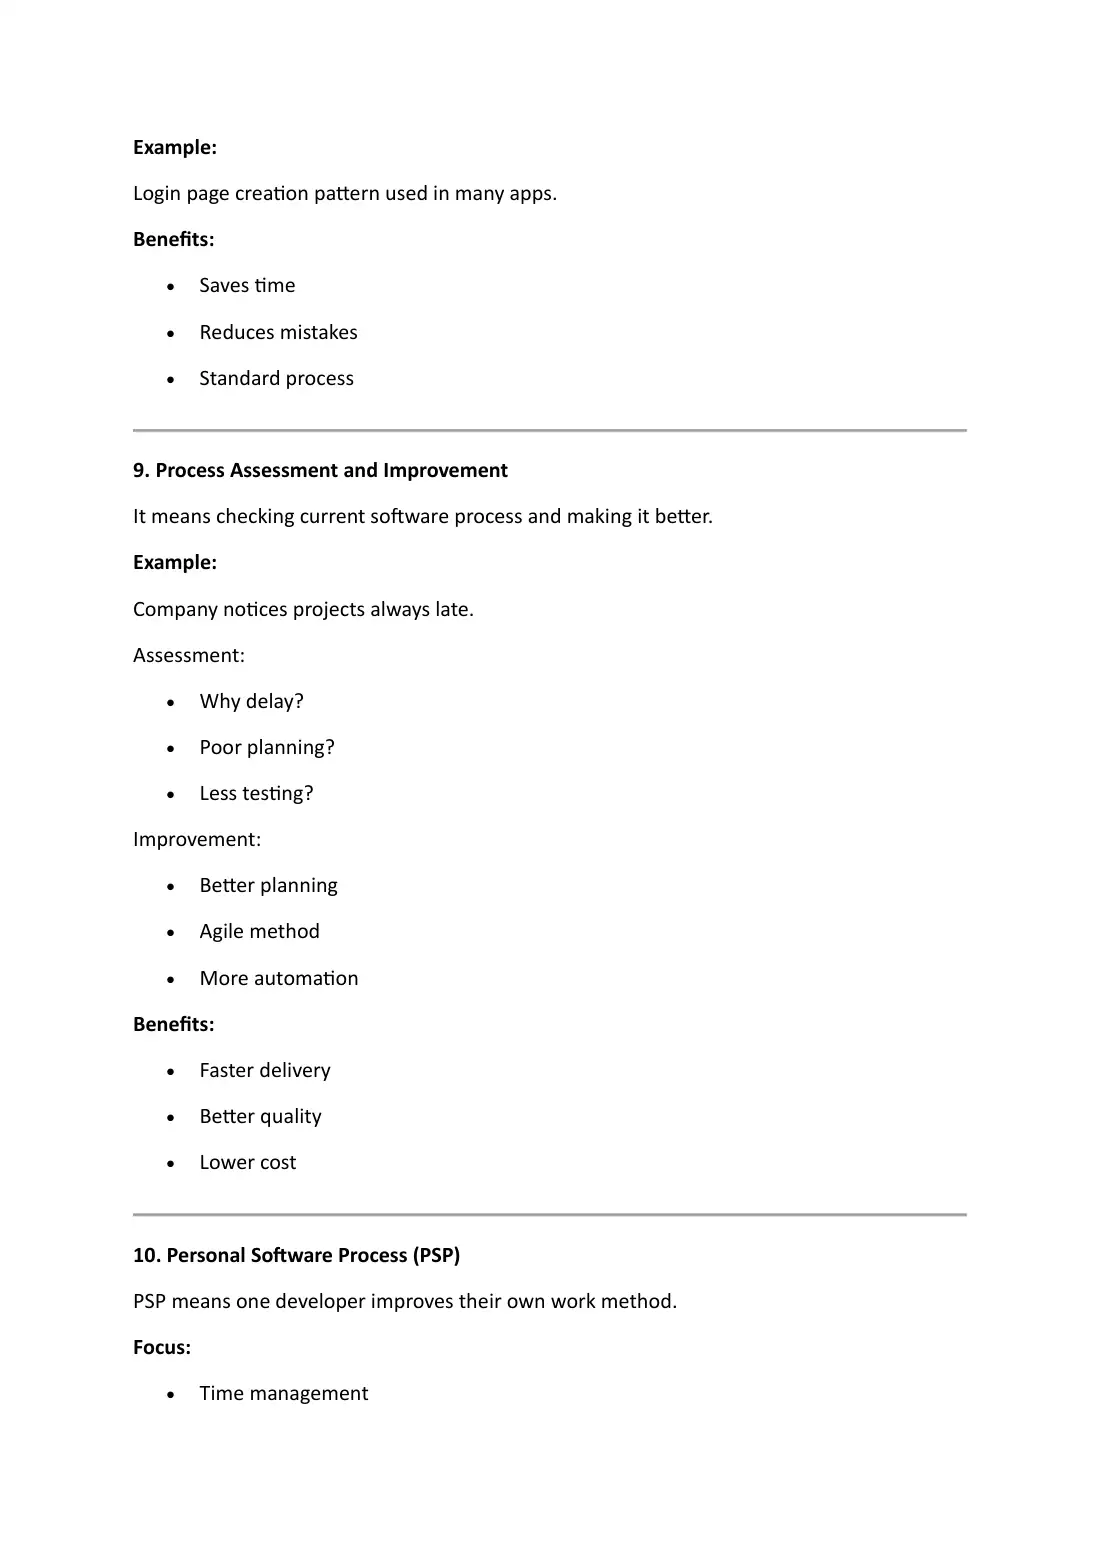 Example:
Login page creation pattern used in many apps.
Benefits:
• Saves time
• Reduces mistakes
• Standard process
9. Process Assessment and Improvement
It means checking current software process and making it better.
Example:
Company notices projects always late.
Assessment:
• Why delay?
• Poor planning?
• Less testing?
Improvement:
• Better planning
• Agile method
• More automation
Benefits:
• Faster delivery
• Better quality
• Lower cost
10. Personal Software Process (PSP)
PSP means one developer improves their own work method.
Focus:
• Time management